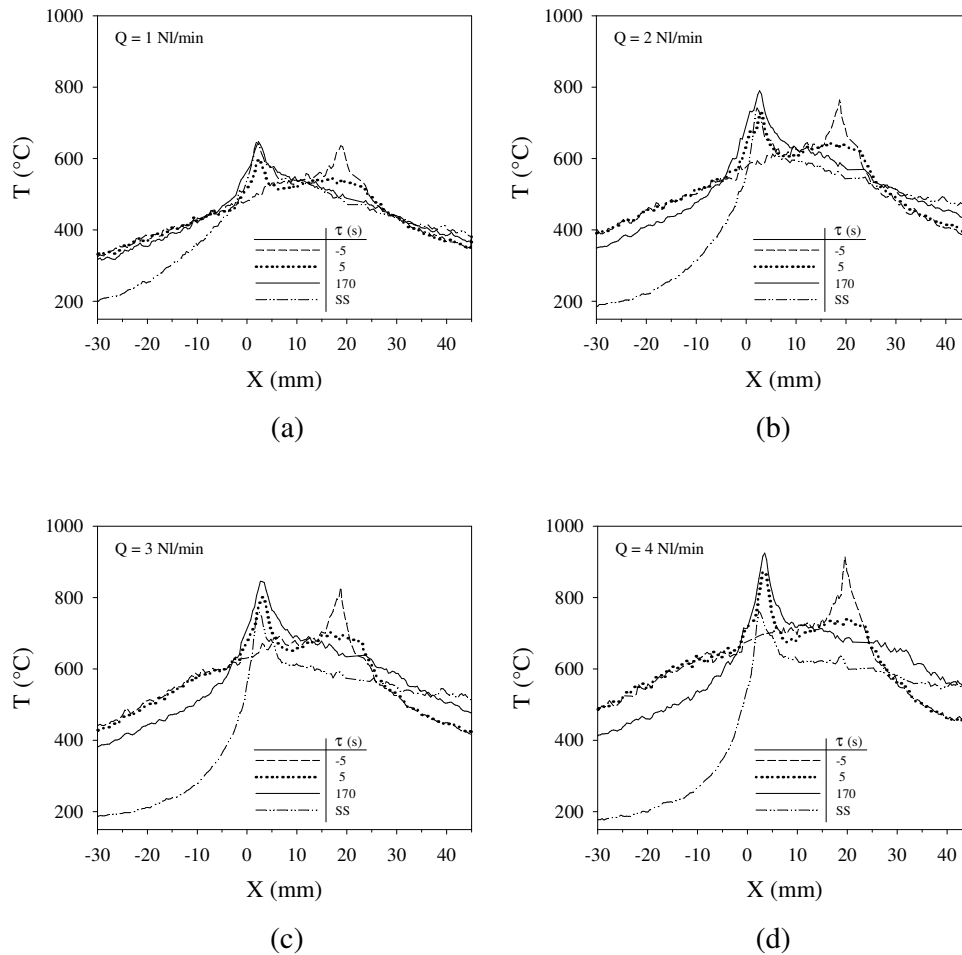 1000
Q = 1 Nl/min
800
T (°C)
600
400
200
τ (s)
-5
5
170
SS
-30 -20 -10 0 10 20 30 40
X (mm)
(a)
1000
Q = 2 Nl/min
800
T (°C)
600
400
200
τ (s)
-5
5
170
SS
-30 -20 -10 0 10 20 30 40
X (mm)
(b)
1000
Q = 3 Nl/min
800
T (°C)
600
400
200
τ (s)
-5
5
170
SS
-30 -20 -10 0 10 20 30 40
X (mm)
(c)
1000
Q = 4 Nl/min
800
T (°C)
600
400
200
τ (s)
-5
5
170
SS
-30 -20 -10 0 10 20 30 40
X (mm)
(d)